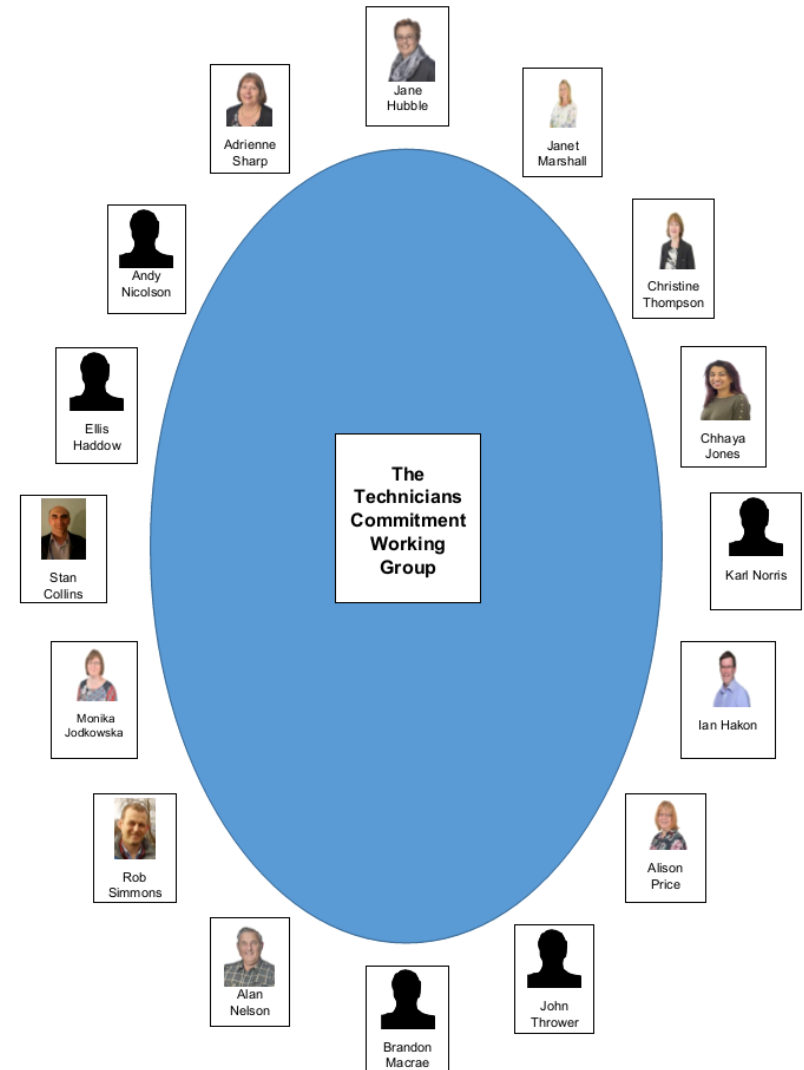 Jane
Hubble
Adrienne
Sharp
Janet
Marshall
Andy
Nicolson
Christine
Thompson
Ellis
Haddow
Chhaya
Jones
The
Technicians
Commitment
Working
Group
Stan
Collins
Karl Norris
Monika
Jodkowska
Ian Hakon
Rob
Simmons
Alison
Price
Alan
Nelson
John
Thrower
Brandon
Macrae